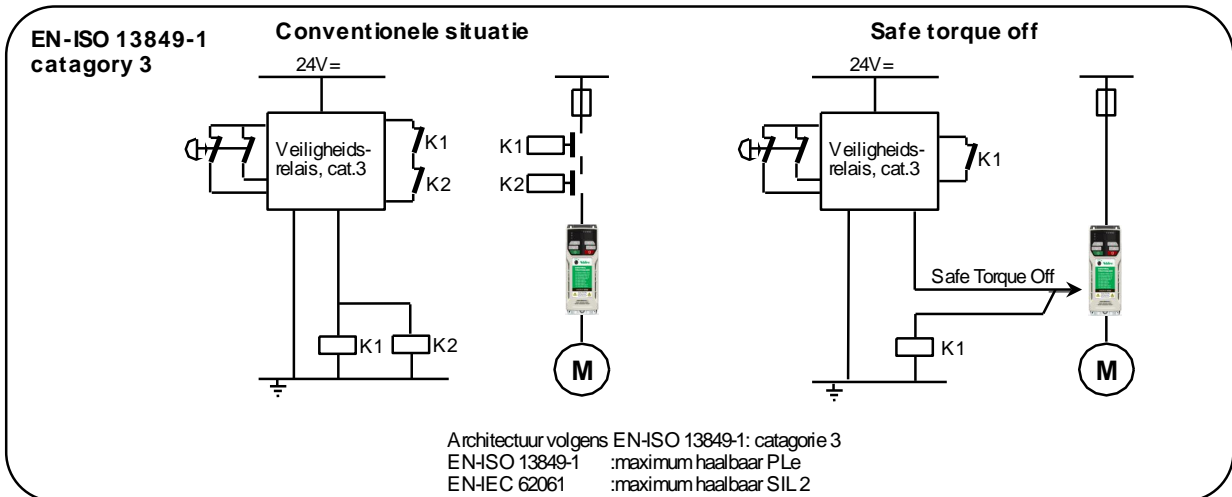 EN-ISO 13849-1
catagory 3
Conventionele situatie
24V=
Veiligheids-
relais, cat.3
K1
K2
K1
K2
K1
K2
M
Safe torque off
24V=
Veiligheids-
relais, cat.3
K1
Safe Torque Off
K1
M
Architectuur volgens EN-ISO 13849-1: catagorie 3
EN-ISO 13849-1 :maximum haalbaar PLe
EN-IEC 62061 :maximum haalbaar SIL 2